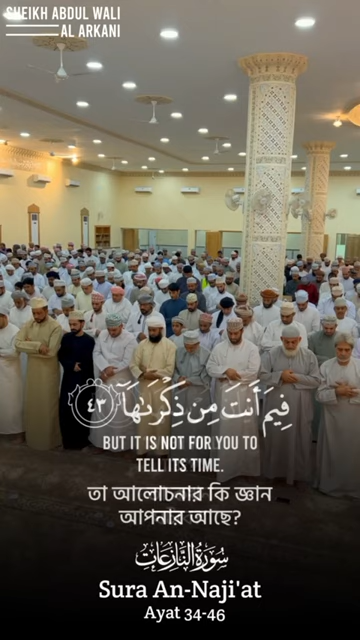 SHEIKH ABDUL WALI
AL ARKANI
فِيمَ أَنتَ مِن ذِكْرَىٰهَآ ٤٣
BUT IT IS NOT FOR YOU TO
TELL ITS TIME.
তা আলোচনার কি জ্ঞান
আপনার আছে?
سُورَةُ النَّازِعَاتِ
Sura An-Naji'at
Ayat 34-46